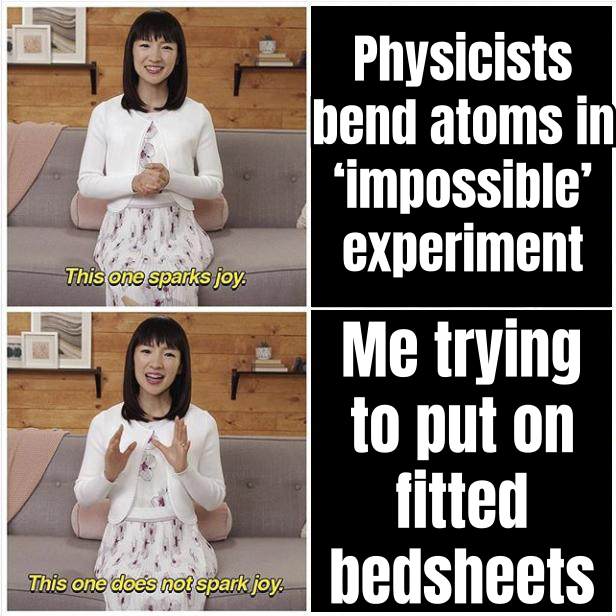 This one sparks joy.
Physicists
bend atoms in
‘impossible’
experiment
This one does not spark joy.
Me trying
to put on
fitted
bedsheets